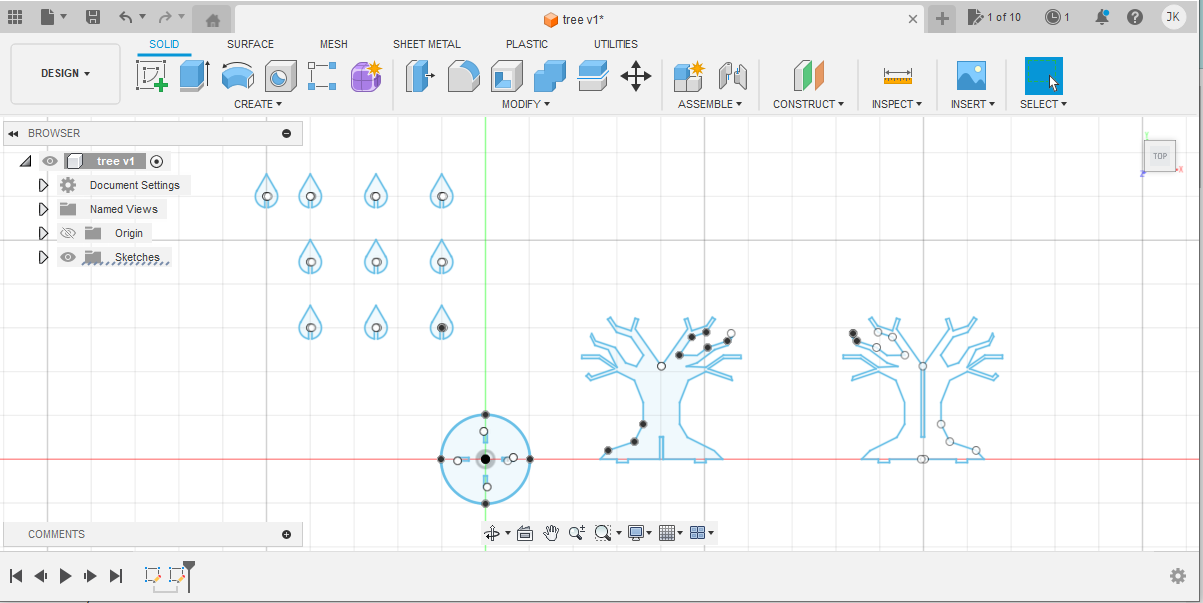 tree v1*
1 of 10
1
JK
DESIGN
SOLID
SURFACE
MESH
SHEET METAL
PLASTIC
UTILITIES
CREATE
MODIFY
ASSEMBLE
CONSTRUCT
INSPECT
INSERT
SELECT
BROWSER
tree v1
Document Settings
Named Views
Origin
Sketches
TOP
Y
X
Z
COMMENTS